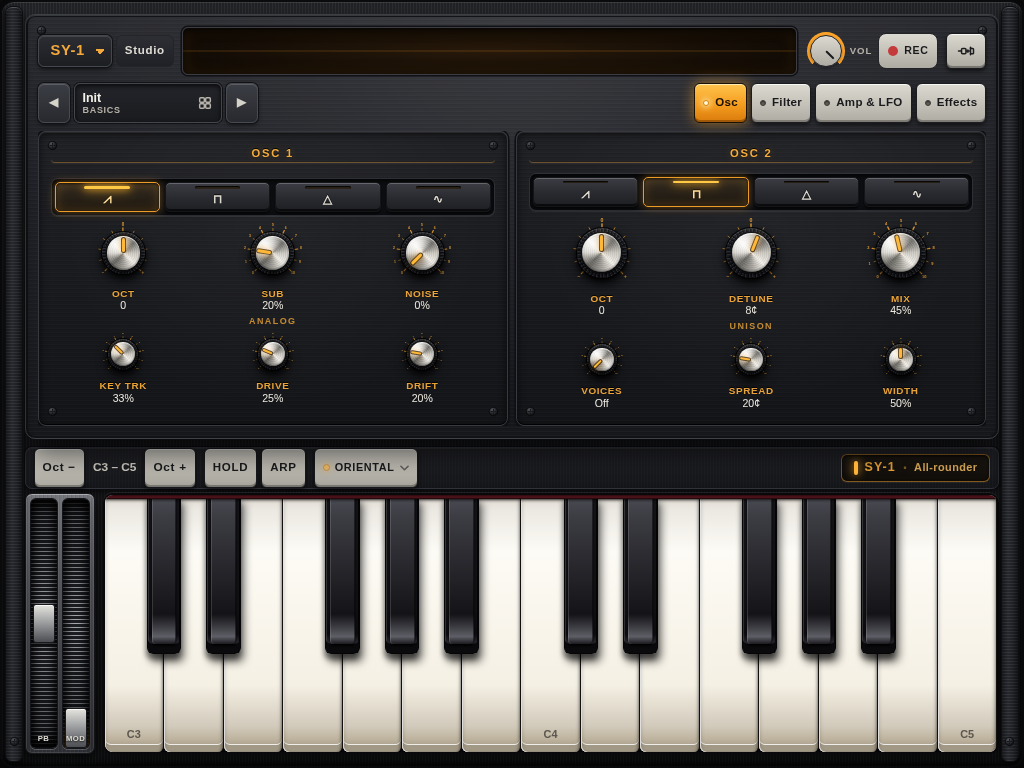 SY-1
Studio
VOL
REC
◀
Init
BASICS
▶
Osc
Filter
Amp & LFO
Effects
OSC 1
OCT
0
SUB
20%
NOISE
0%
ANALOG
KEY TRK
33%
DRIVE
25%
DRIFT
20%
OSC 2
OCT
0
DETUNE
8¢
MIX
45%
UNISON
VOICES
Off
SPREAD
20¢
WIDTH
50%
Oct −
C3 – C5
Oct +
HOLD
ARP
ORIENTAL
SY-1 · All-rounder
PB
MOD
C3
C4
C5